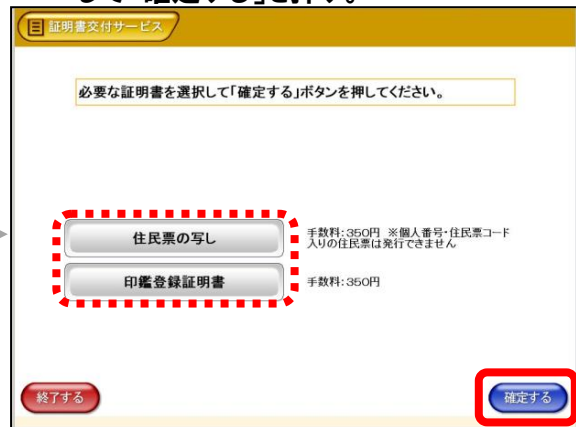 して「確定する」を押す。
証明書交付サービス
必要な証明書を選択して「確定する」ボタンを押してください。
住民票の写し
手数料:350円 ※個人番号・住民票コード
入りの住民票は発行できません
印鑑登録証明書
手数料:350円
終了する
確定する